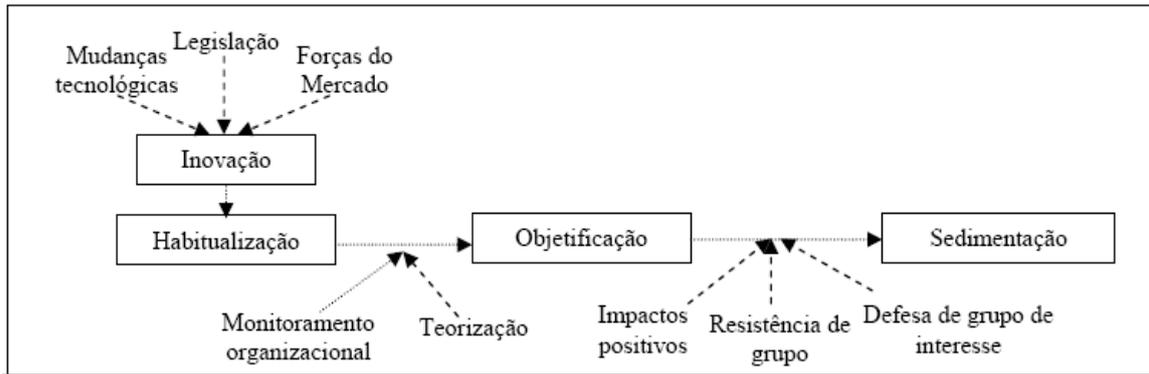 Legislação
Mudanças
tecnológicas
Forças do
Mercado
Inovação
Habitualização
Objetificação
Sedimentação
Monitoramento
organizacional
Teorização
Impactos
positivos
Resistência de
grupo
Defesa de grupo de
interesse